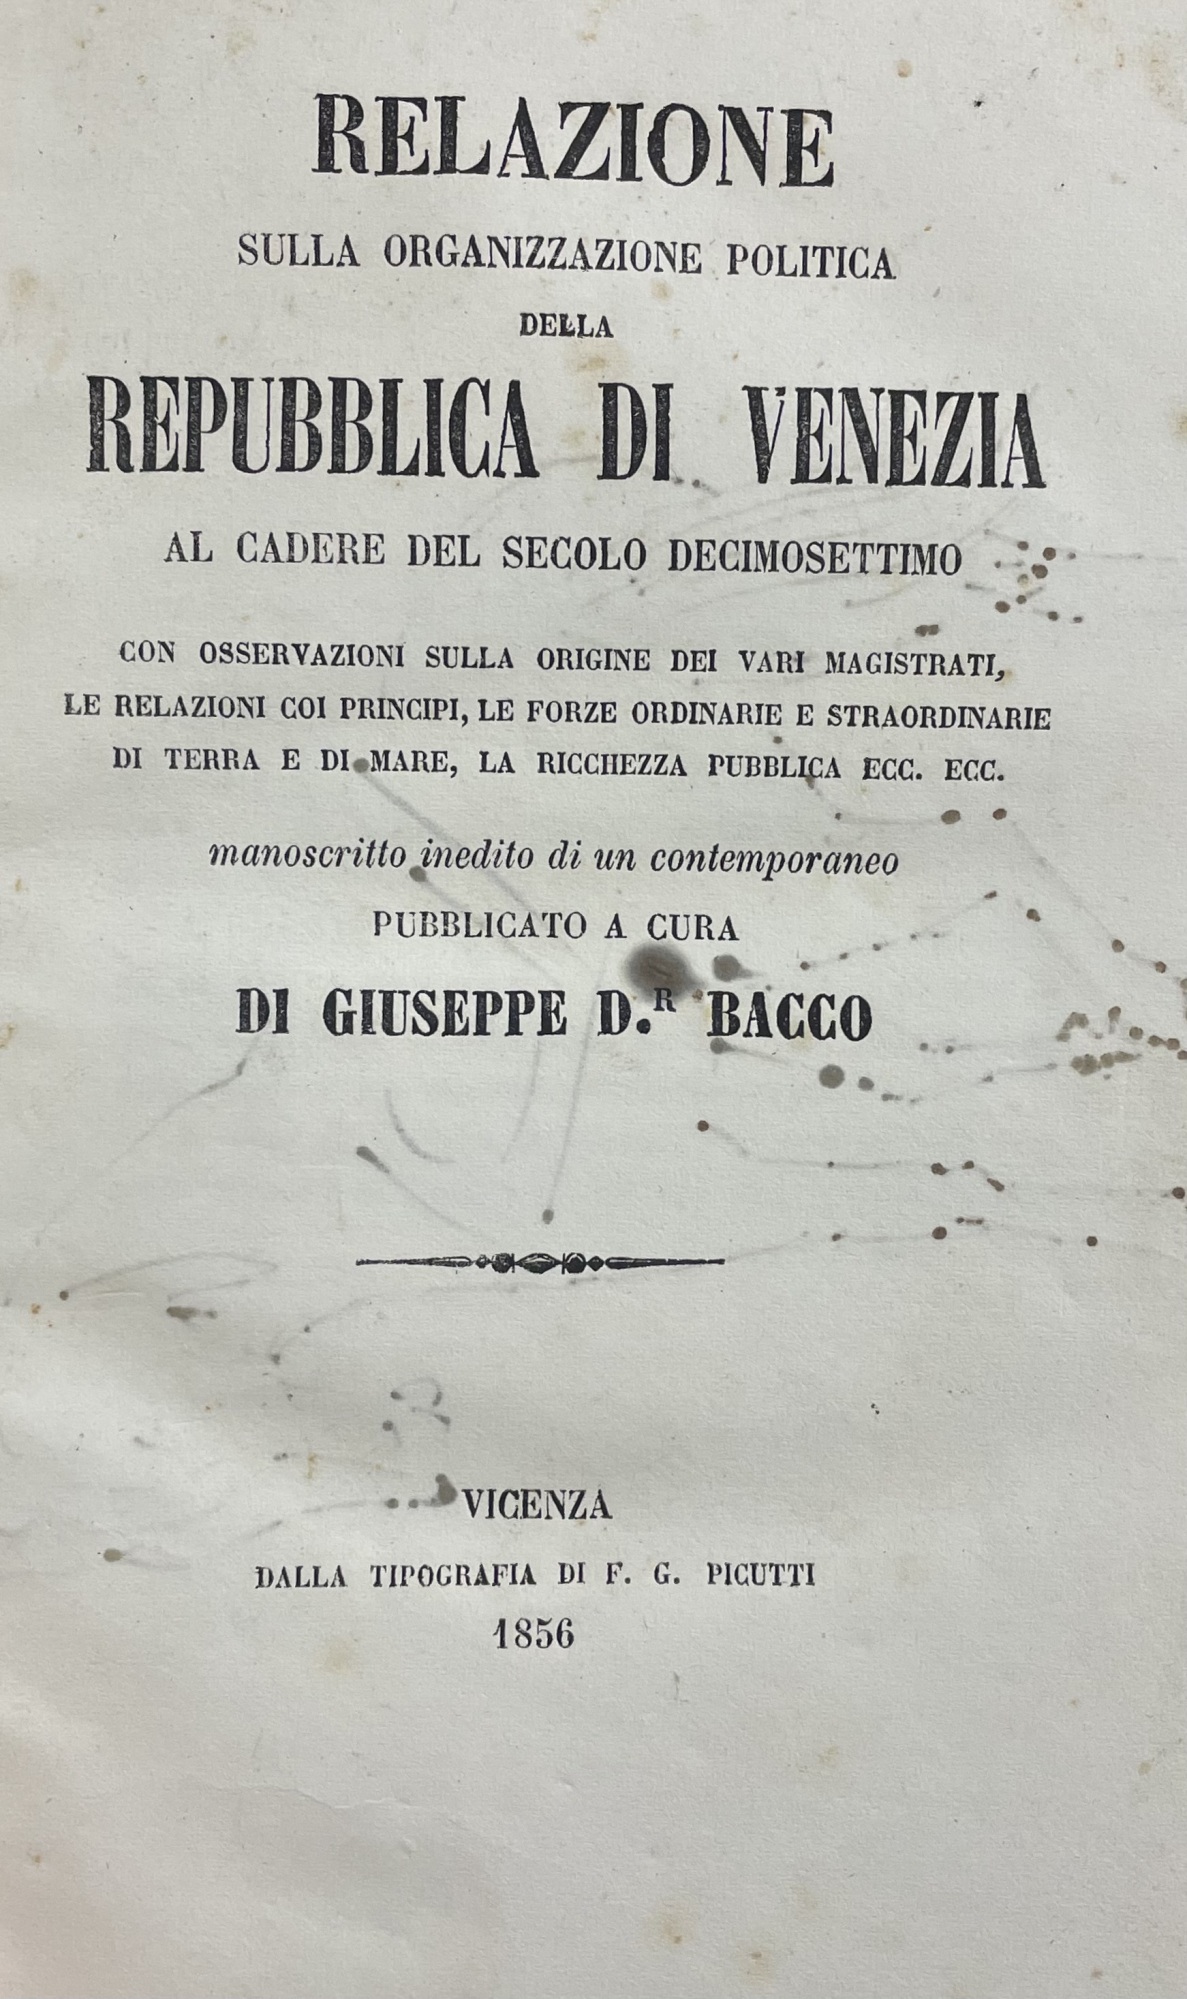 RELAZIONE
SULLA ORGANIZZAZIONE POLITICA
DELLA
REPUBBLICA DI VENEZIA
AL CADERE DEL SECOLO DECIMOSETTIMO
CON OSSERVAZIONI SULLA ORIGINE DEI VARI MAGISTRATI,
LE RELAZIONI COI PRINCIPI, LE FORZE ORDINARIE E STRAORDINARIE
DI TERRA E DI MARE, LA RICCHEZZA PUBBLICA ECC. ECC.
manoscritto inedito di un contemporaneo
PUBBLICATO A CURA
DI GIUSEPPE D.R BACCO
VICENZA
DALLA TIPOGRAFIA DI F. G. PICUTTI
1856